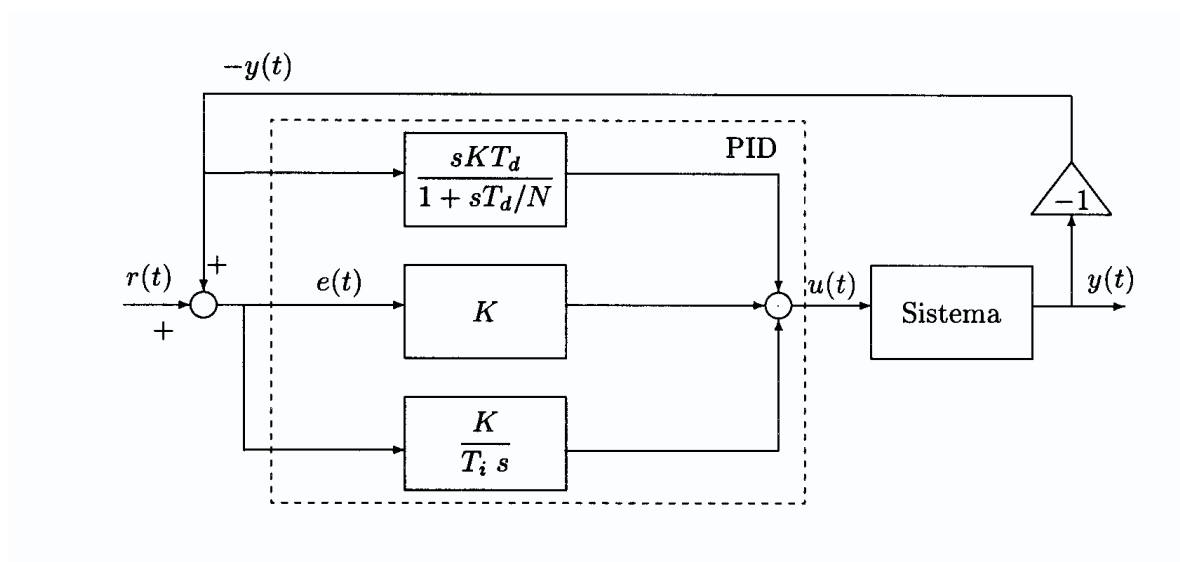 −y(t)
PID
sKT_d
1 + sT_d/N
−1
r(t)
+
+
e(t)
K
u(t)
Sistema
y(t)
K
T_i s